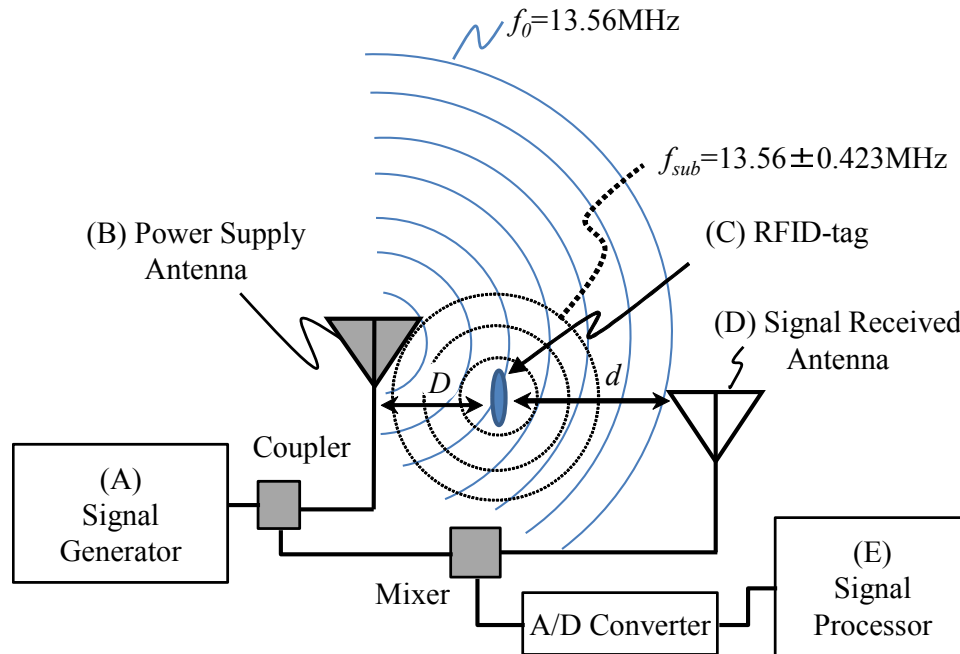 f0=13.56MHz
fsub=13.56±0.423MHz
(B) Power Supply
Antenna
(C) RFID-tag
(D) Signal Received
Antenna
D
d
Coupler
(A)
Signal
Generator
Mixer
A/D Converter
(E)
Signal
Processor